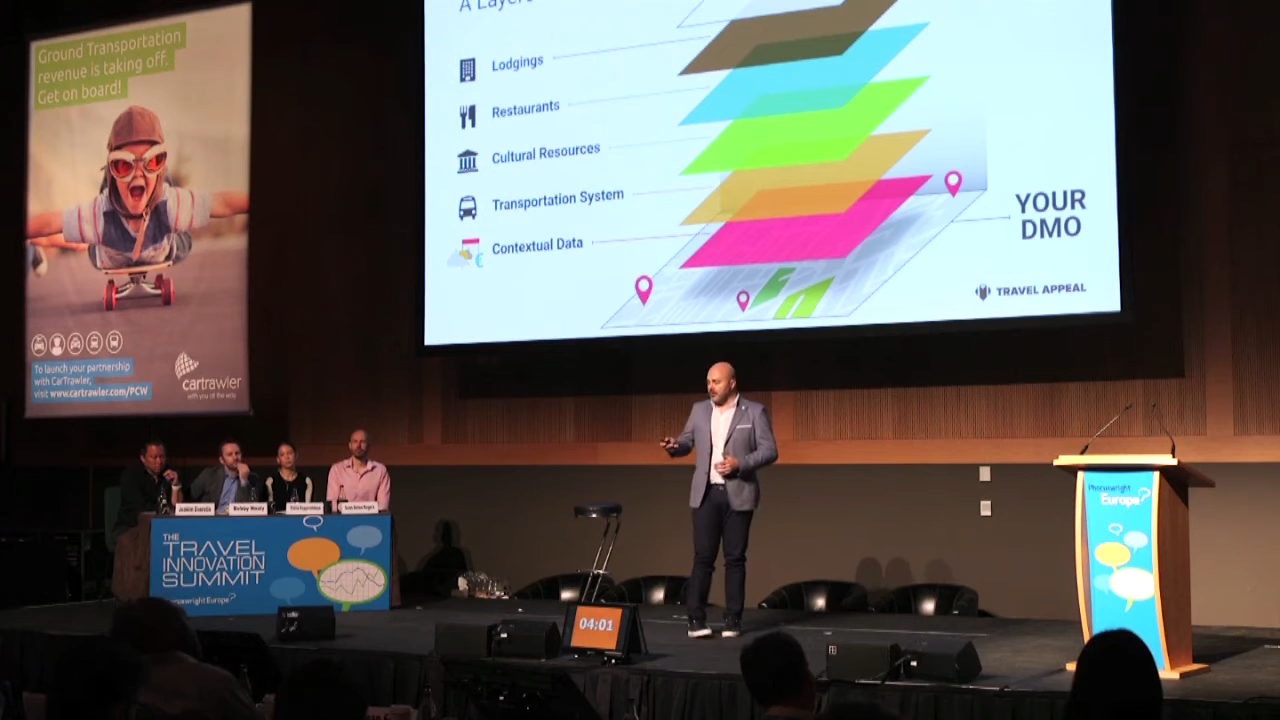 Ground Transportation
revenue is taking off.
Get on board!
To launch your partnership
with CarTrawler,
visit www.cartrawler.com/PCW
cartrawler
with you all the way
A Layers
Lodgings
Restaurants
Cultural Resources
Transportation System
Contextual Data
€
YOUR
DMO
TRAVEL APPEAL
THE
TRAVEL
INNOVATION
SUMMIT
Phocuswright Europe
04:01
Phocuswright
Europe